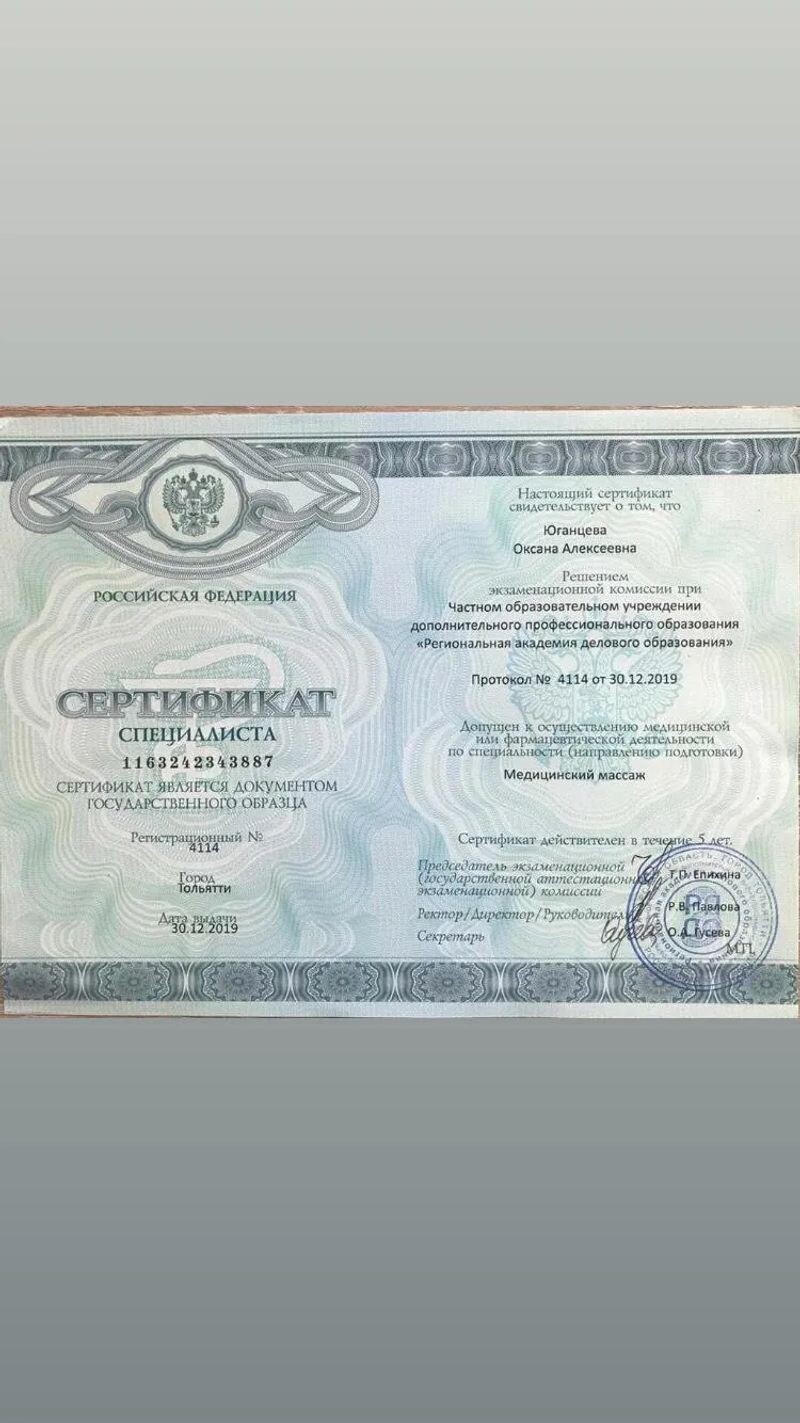 РОССИЙСКАЯ ФЕДЕРАЦИЯ
СЕРТИФИКАТ
СПЕЦИАЛИСТА
1163242343887
СЕРТИФИКАТ ЯВЛЯЕТСЯ ДОКУМЕНТОМ
ГОСУДАРСТВЕННОГО ОБРАЗЦА
Регистрационный №
4114
Город
Тольятти
Дата выдачи
30.12.2019
Настоящий сертификат
свидетельствует о том, что
Юганцева
Оксана Алексеевна
Решением
экзаменационной комиссии при
Частном образовательном учреждении
дополнительного профессионального образования
«Региональная академия делового образования»
Протокол № 4114 от 30.12.2019
Допущен к осуществлению медицинской
или фармацевтической деятельности
по специальности (направлению подготовки)
Медицинский массаж
Сертификат действителен в течение 5 лет.
Председатель экзаменационной
(государственной аттестационной
экзаменационной) комиссии
Т.П. Епихина
Ректор/Директор/Руководитель
Р.В. Павлова
Секретарь
О.А. Гусева
М.П.